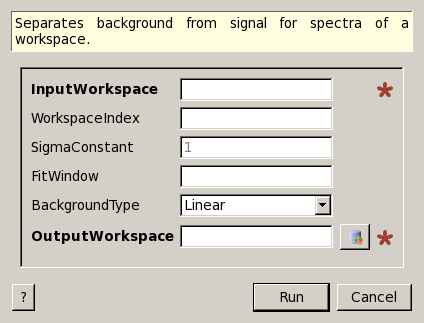 Separates background from signal for spectra of a
workspace.
InputWorkspace
WorkspaceIndex
SigmaConstant 1
FitWindow
BackgroundType Linear
OutputWorkspace
? Run Cancel